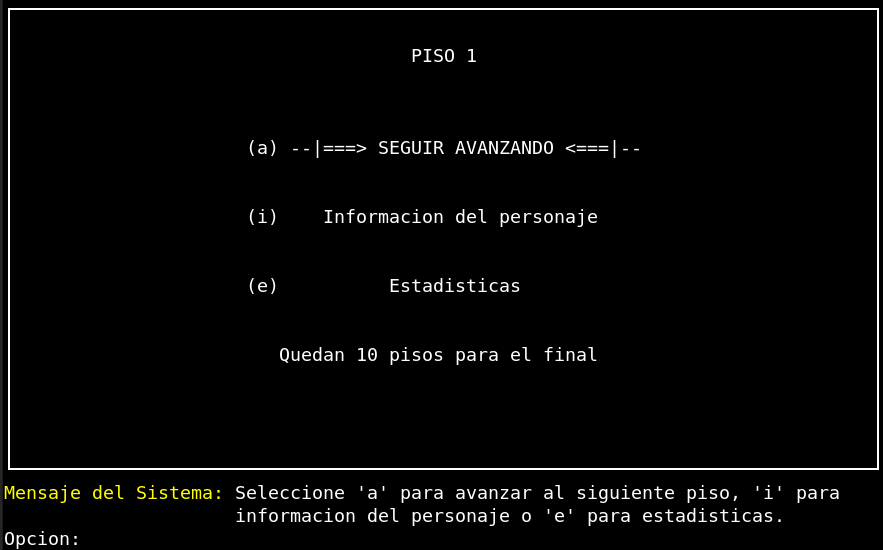 PISO 1
(a) --|===> SEGUIR AVANZANDO <===|--
(i) Informacion del personaje
(e) Estadisticas
Quedan 10 pisos para el final
Mensaje del Sistema: Seleccione 'a' para avanzar al siguiente piso, 'i' para
informacion del personaje o 'e' para estadisticas.
Opcion: